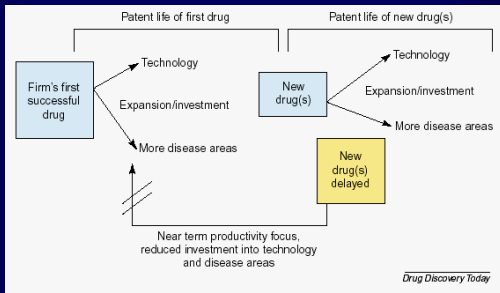 Patent life of first drug
Patent life of new drug(s)
Firm's first
successful
drug
Technology
Expansion/investment
More disease areas
New
drug(s)
Technology
Expansion/investment
More disease areas
New
drug(s)
delayed
Near term productivity focus,
reduced investment into technology
and disease areas
Drug Discovery Today